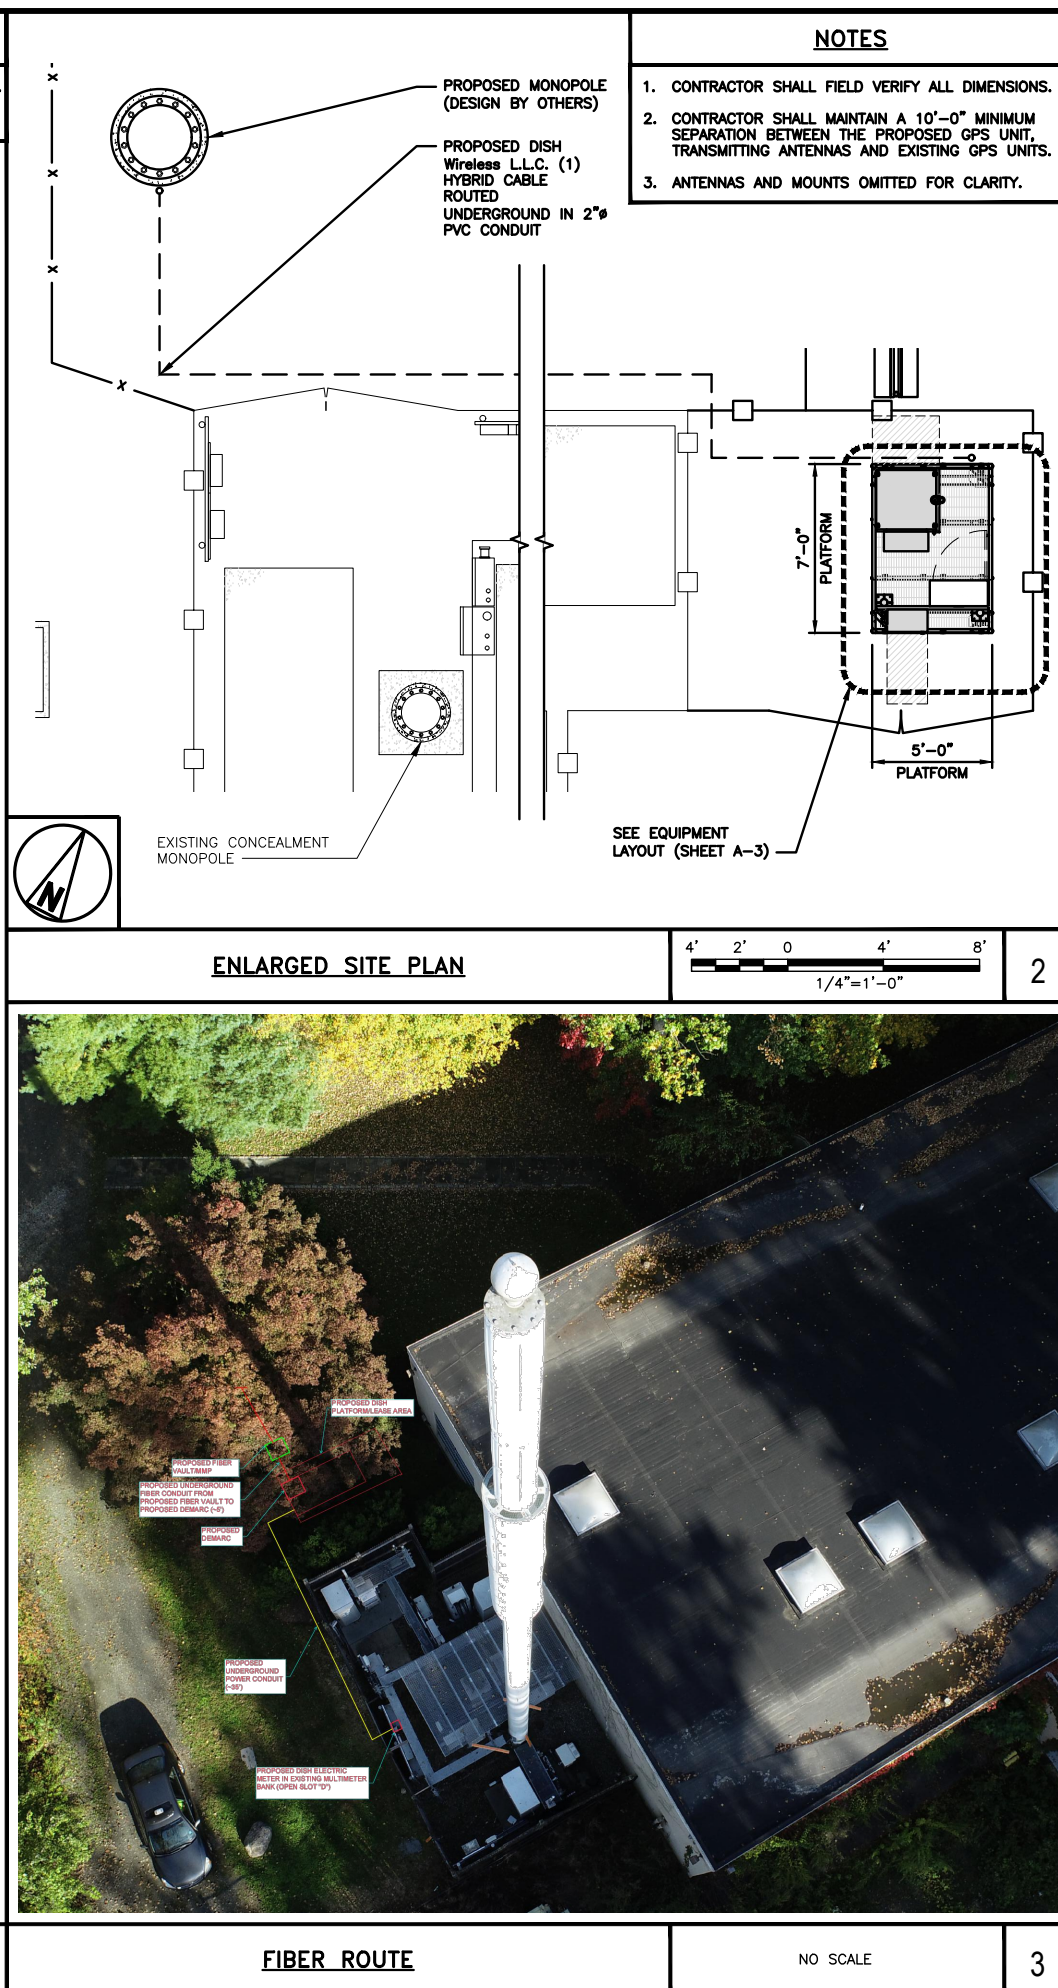 NOTES
1. CONTRACTOR SHALL FIELD VERIFY ALL DIMENSIONS.
2. CONTRACTOR SHALL MAINTAIN A 10'-0" MINIMUM
SEPARATION BETWEEN THE PROPOSED GPS UNIT,
TRANSMITTING ANTENNAS AND EXISTING GPS UNITS.
3. ANTENNAS AND MOUNTS OMITTED FOR CLARITY.
PROPOSED MONOPOLE
(DESIGN BY OTHERS)
PROPOSED DISH
Wireless L.L.C. (1)
HYBRID CABLE
ROUTED
UNDERGROUND IN 2"ø
PVC CONDUIT
X
X
X
X
7'-0"
PLATFORM
5'-0"
PLATFORM
EXISTING CONCEALMENT
MONOPOLE
SEE EQUIPMENT
LAYOUT (SHEET A-3)
N
ENLARGED SITE PLAN
4' 2' 0 4' 8'
1/4"=1'-0"
2
PROPOSED DISH
PLATFORM/LEASE AREA
PROPOSED FIBER
VAULT/MMP
PROPOSED UNDERGROUND
FIBER CONDUIT FROM
PROPOSED FIBER VAULT TO
PROPOSED DEMARC (~5')
PROPOSED
DEMARC
PROPOSED
UNDERGROUND
POWER CONDUIT
(~35')
PROPOSED DISH ELECTRIC
METER IN EXISTING MULTIMETER
BANK (OPEN SLOT "D")
FIBER ROUTE
NO SCALE
3